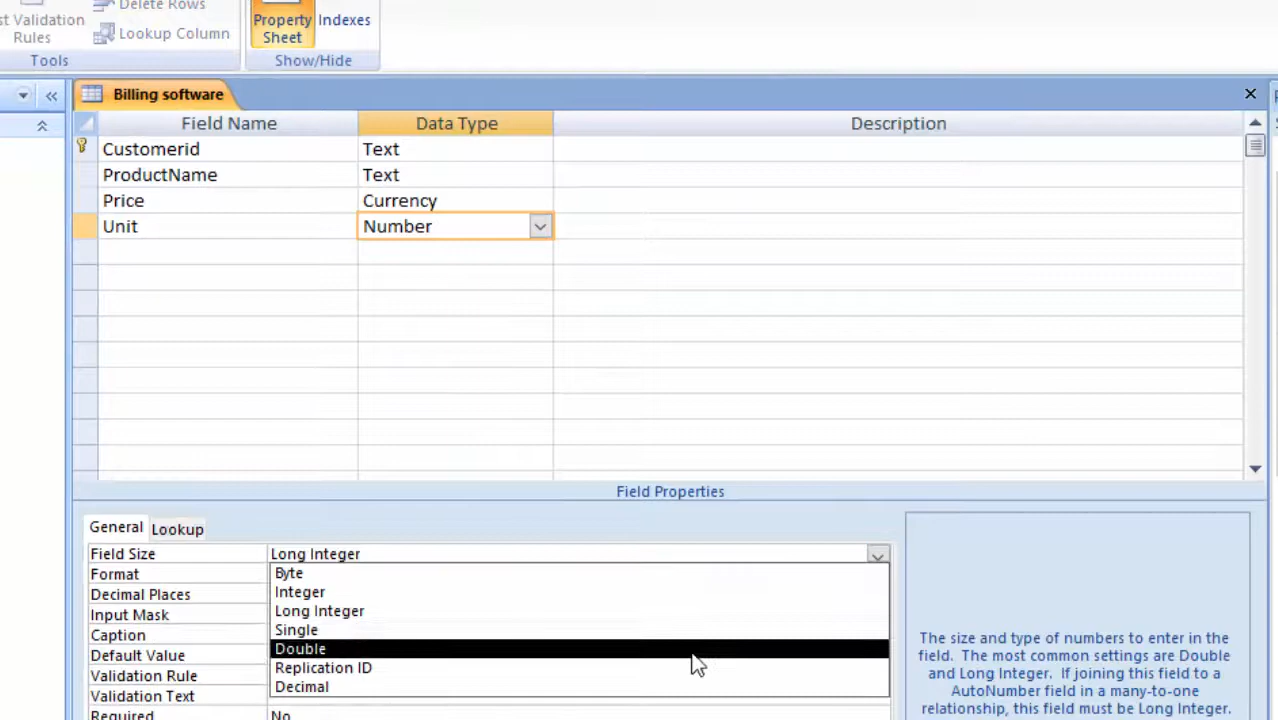 st Validation
Rules
Delete Rows
Lookup Column
Tools
Property
Sheet
Indexes
Show/Hide
Billing software
Field Name Data Type Description
Customerid Text
ProductName Text
Price Currency
Unit Number
Field Properties
General Lookup
Field Size Long Integer
Format
Decimal Places
Input Mask
Caption
Default Value
Validation Rule
Validation Text
Required No
Byte
Integer
Long Integer
Single
Double
Replication ID
Decimal
The size and type of numbers to enter in the
field. The most common settings are Double
and Long Integer. If joining this field to a
AutoNumber field in a many-to-one
relationship, this field must be Long Integer.